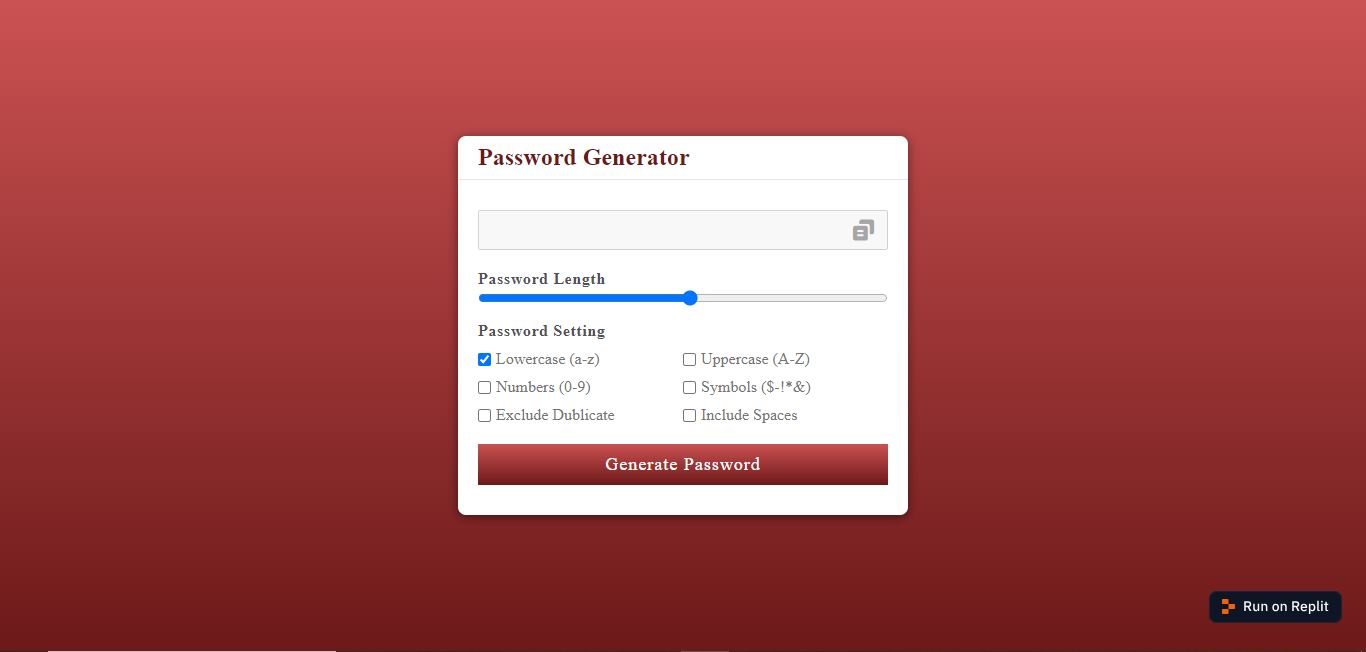 Password Generator
Password Length
Password Setting
Lowercase (a-z) Uppercase (A-Z)
Numbers (0-9) Symbols ($-!*&)
Exclude Dublicate Include Spaces
Generate Password
Run on Replit